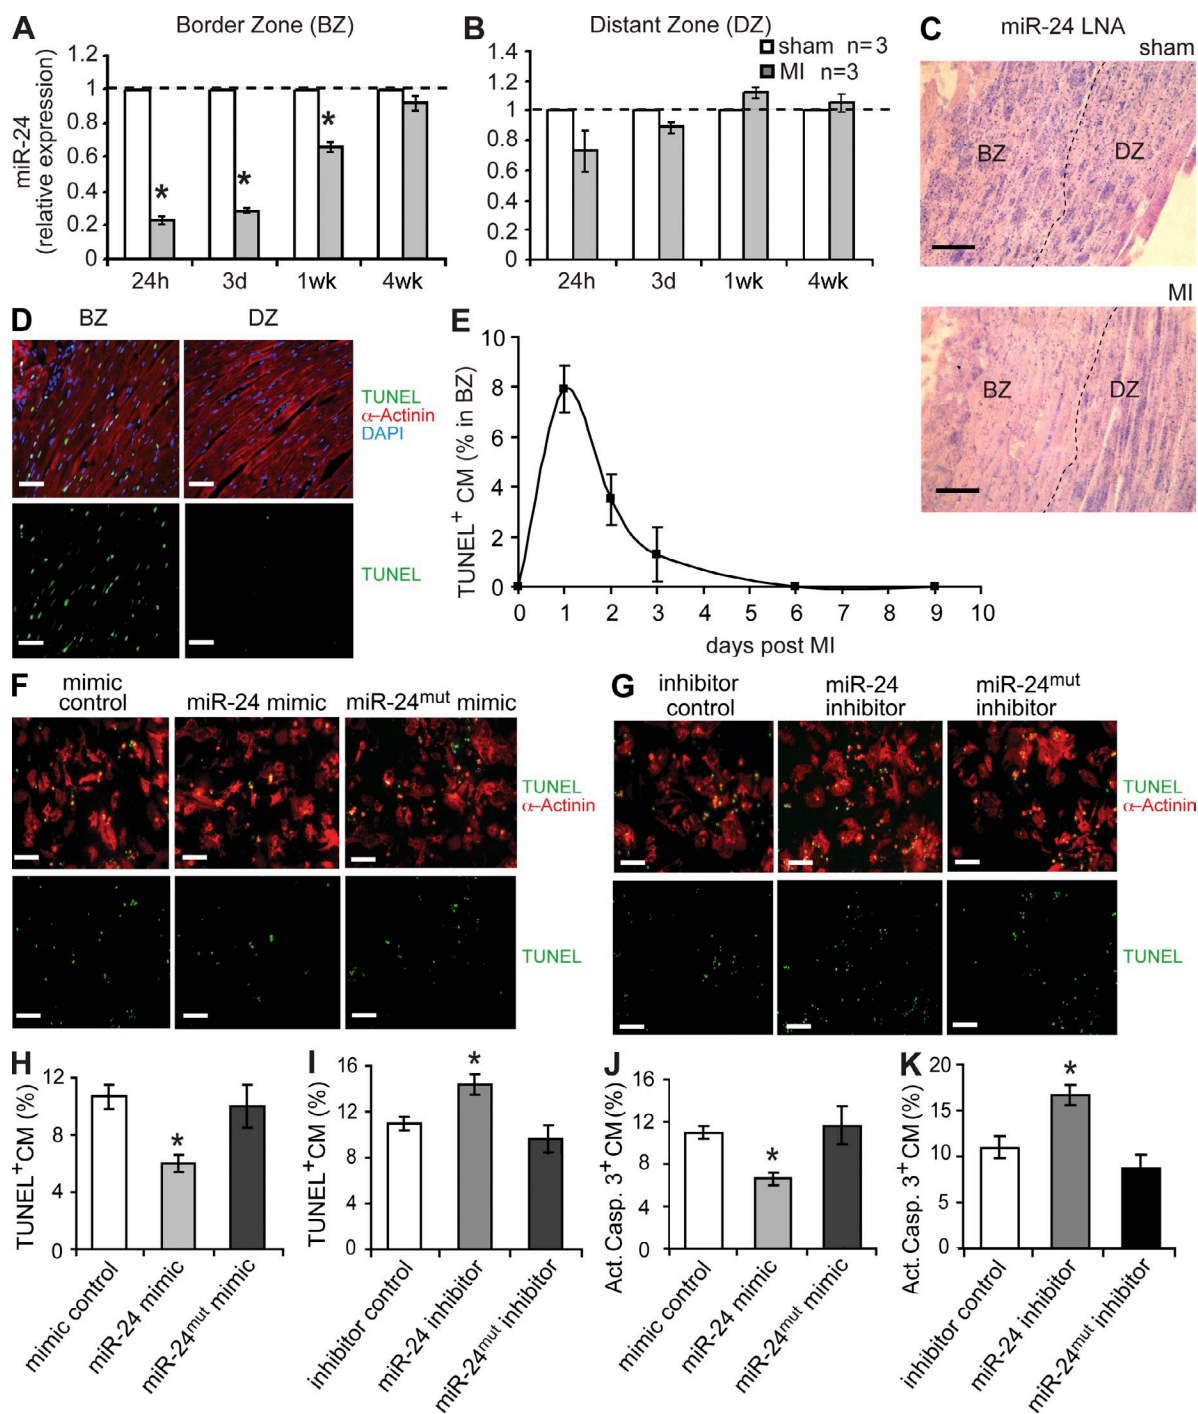 A
Border Zone (BZ)
miR-24
(relative expression)
1.2
1
0.8
0.6
0.4
0.2
0
*
*
*
24h 3d 1wk 4wk
B
Distant Zone (DZ)
sham n=3
MI n=3
1.4
1.2
1
0.8
0.6
0.4
0.2
0
24h 3d 1wk 4wk
C
miR-24 LNA
sham
BZ DZ
MI
BZ DZ
D
BZ DZ
TUNEL
α-Actinin
DAPI
TUNEL
E
TUNEL+ CM (% in BZ)
10
8
6
4
2
0
0 1 2 3 4 5 6 7 8 9 10
days post MI
F
mimic
control
miR-24 mimic
miR-24mut mimic
TUNEL
α-Actinin
TUNEL
G
inhibitor
control
miR-24
inhibitor
miR-24mut
inhibitor
TUNEL
α-Actinin
TUNEL
H
TUNEL+CM (%)
12
8
4
0
*
mimic control
miR-24 mimic
miR-24mut mimic
I
TUNEL+CM (%)
16
12
8
4
0
*
inhibitor control
miR-24 inhibitor
miR-24mut inhibitor
J
Act. Casp. 3+ CM (%)
16
12
8
4
0
*
mimic control
miR-24 mimic
miR-24mut mimic
K
Act. Casp. 3+ CM (%)
20
15
10
5
0
*
inhibitor control
miR-24 inhibitor
miR-24mut inhibitor